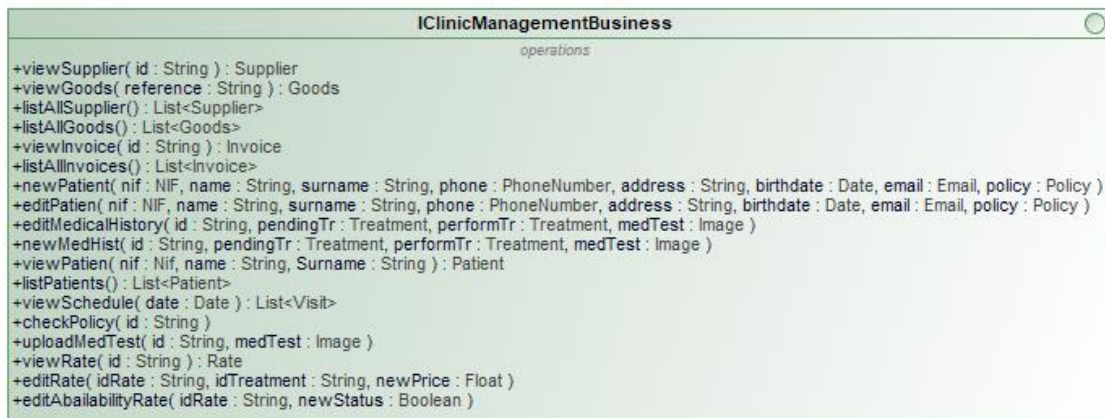 IClinicManagementBusiness
operations
+viewSupplier( id : String ) : Supplier
+viewGoods( reference : String ) : Goods
+listAllSupplier() : List<Supplier>
+listAllGoods() : List<Goods>
+viewInvoice( id : String ) : Invoice
+listAllInvoices() : List<Invoice>
+newPatient( nif : NIF, name : String, surname : String, phone : PhoneNumber, address : String, birthdate : Date, email : Email, policy : Policy )
+editPatien( nif : NIF, name : String, surname : String, phone : PhoneNumber, address : String, birthdate : Date, email : Email, policy : Policy )
+editMedicalHistory( id : String, pendingTr : Treatment, performTr : Treatment, medTest : Image )
+newMedHist( id : String, pendingTr : Treatment, performTr : Treatment, medTest : Image )
+viewPatien( nif : Nif, name : String, Surname : String ) : Patient
+listPatients() : List<Patient>
+viewSchedule( date : Date ) : List<Visit>
+checkPolicy( id : String )
+uploadMedTest( id : String, medTest : Image )
+viewRate( id : String ) : Rate
+editRate( idRate : String, idTreatment : String, newPrice : Float )
+editAbailabilityRate( idRate : String, newStatus : Boolean )